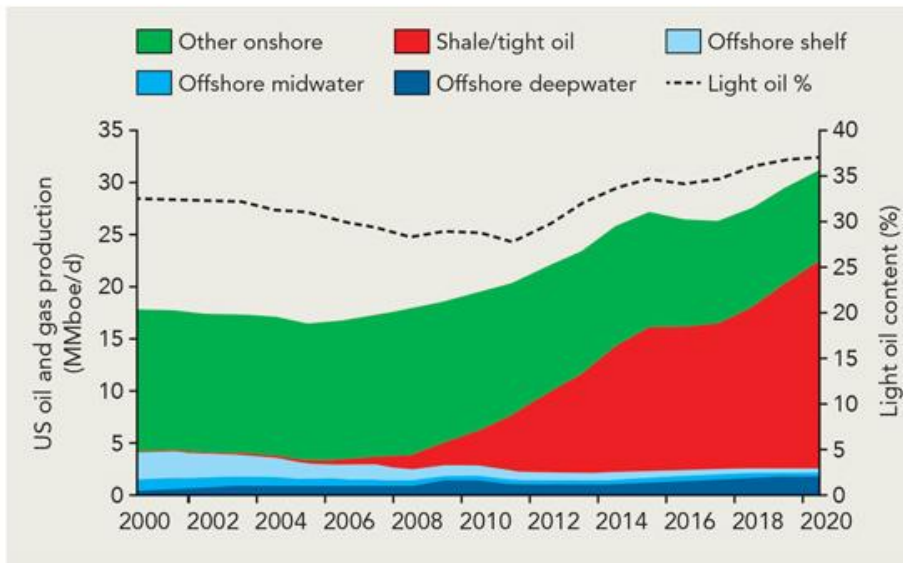 Other onshore
Shale/tight oil
Offshore shelf
Offshore midwater
Offshore deepwater
Light oil %
US oil and gas production
(MMboe/d)
35
30
25
20
15
10
5
0
40
35
30
25
20
15
10
5
0
Light oil content (%)
2000 2002 2004 2006 2008 2010 2012 2014 2016 2018 2020